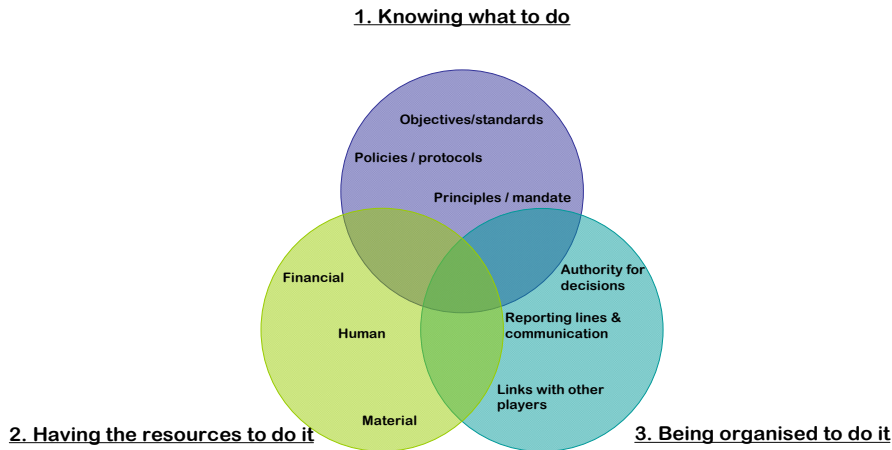 1. Knowing what to do
Objectives/standards
Policies / protocols
Principles / mandate
Financial
Human
Material
Authority for
decisions
Reporting lines &
communication
Links with other
players
2. Having the resources to do it
3. Being organised to do it